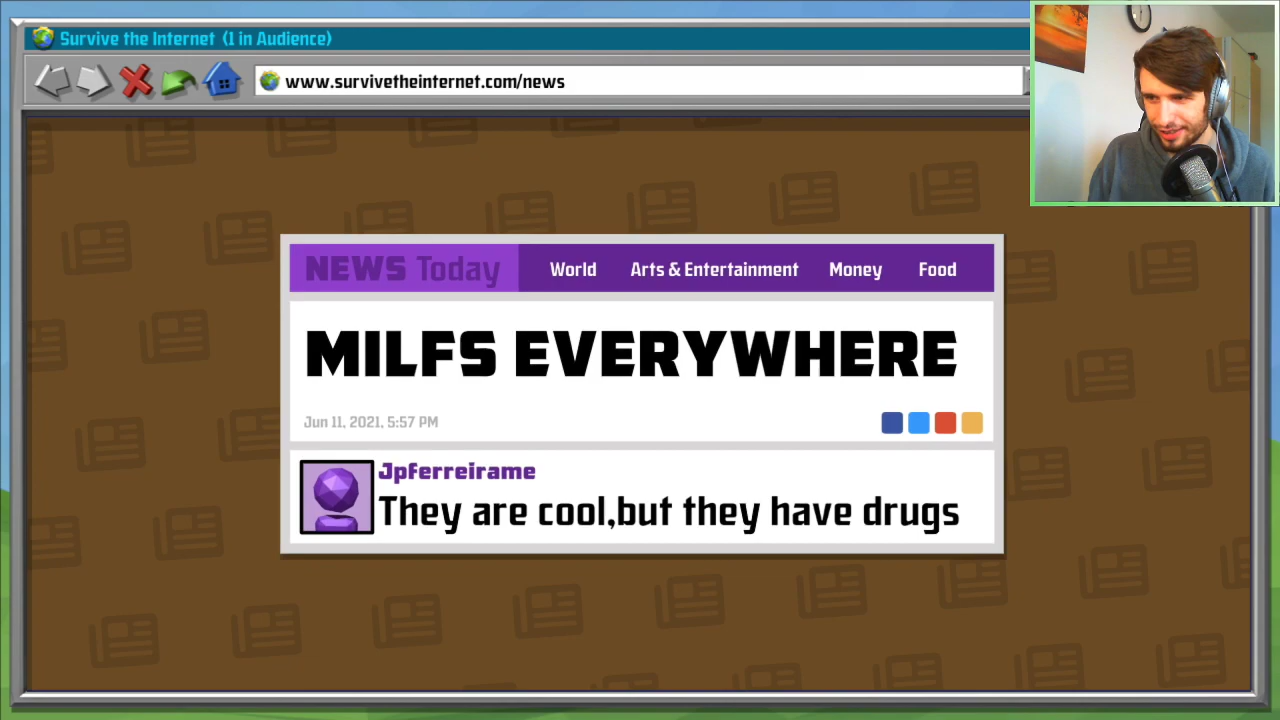 Survive the Internet (1 in Audience)
www.survivetheinternet.com/news
NEWS Today World Arts & Entertainment Money Food
MILFS EVERYWHERE
Jun 11, 2021, 5:57 PM
Jpferreirame
They are cool,but they have drugs